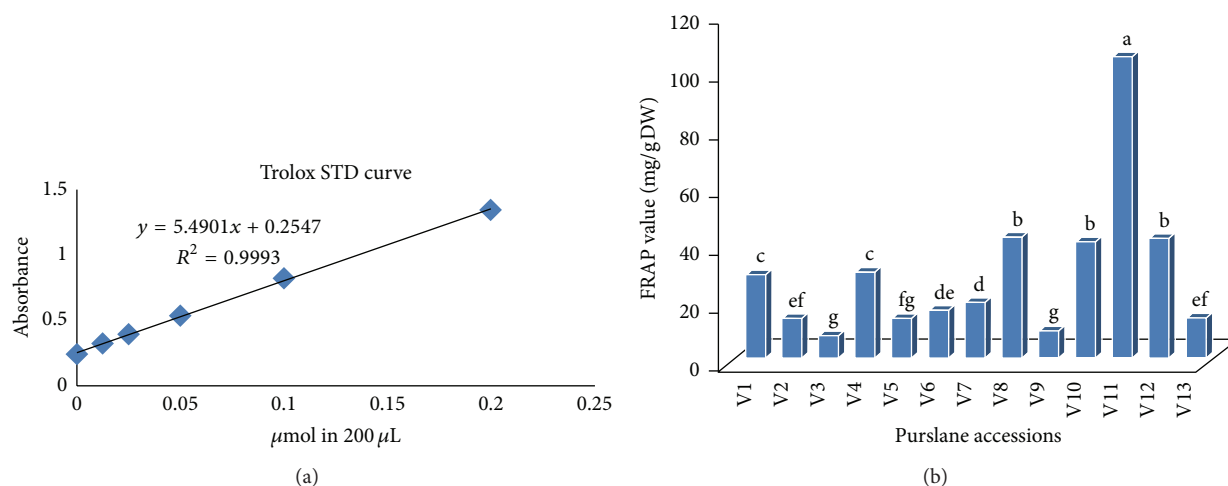 Trolox STD curve
y = 5.4901x + 0.2547
R² = 0.9993
Absorbance
1.5
1
0.5
0
0 0.05 0.1 0.15 0.2 0.25
μmol in 200 μL
(a)
FRAP value (mg/g DW)
120
100
80
60
40
20
0
c ef g c fg de d b g b a b ef
V1 V2 V3 V4 V5 V6 V7 V8 V9 V10 V11 V12 V13
Purslane accessions
(b)